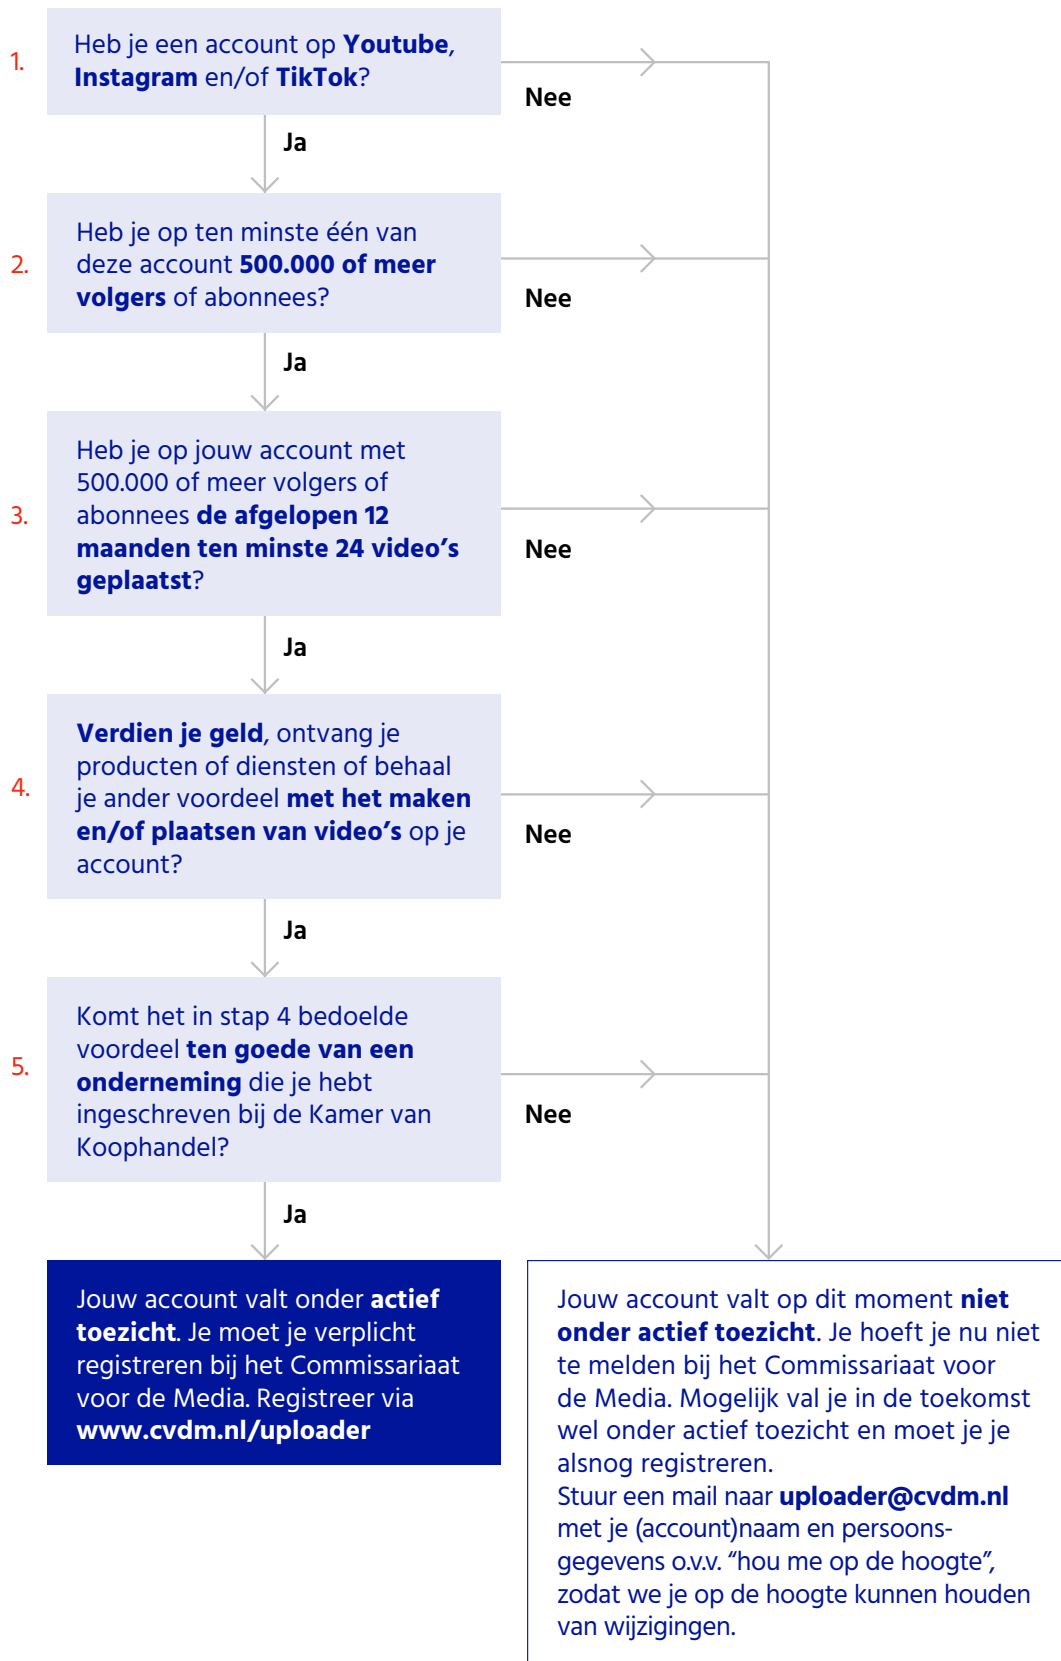 1.
Heb je een account op Youtube,
Instagram en/of TikTok?
Nee
Ja
2.
Heb je op ten minste één van
deze account 500.000 of meer
volgers of abonnees?
Nee
Ja
3.
Heb je op jouw account met
500.000 of meer volgers of
abonnees de afgelopen 12
maanden ten minste 24 video’s
geplaatst?
Nee
Ja
4.
Verdien je geld, ontvang je
producten of diensten of behaal
je ander voordeel met het maken
en/of plaatsen van video’s op je
account?
Nee
Ja
5.
Komt het in stap 4 bedoelde
voordeel ten goede van een
onderneming die je hebt
ingeschreven bij de Kamer van
Koophandel?
Nee
Ja
Jouw account valt onder actief
toezicht. Je moet je verplicht
registreren bij het Commissariaat
voor de Media. Registreer via
www.cvdm.nl/uploader
Jouw account valt op dit moment niet
onder actief toezicht. Je hoeft je nu niet
te melden bij het Commissariaat voor
de Media. Mogelijk val je in de toekomst
wel onder actief toezicht en moet je je
alsnog registreren.
Stuur een mail naar uploader@cvdm.nl
met je (account)naam en persoons-
gegevens o.v.v. “hou me op de hoogte”,
zodat we je op de hoogte kunnen houden
van wijzigingen.